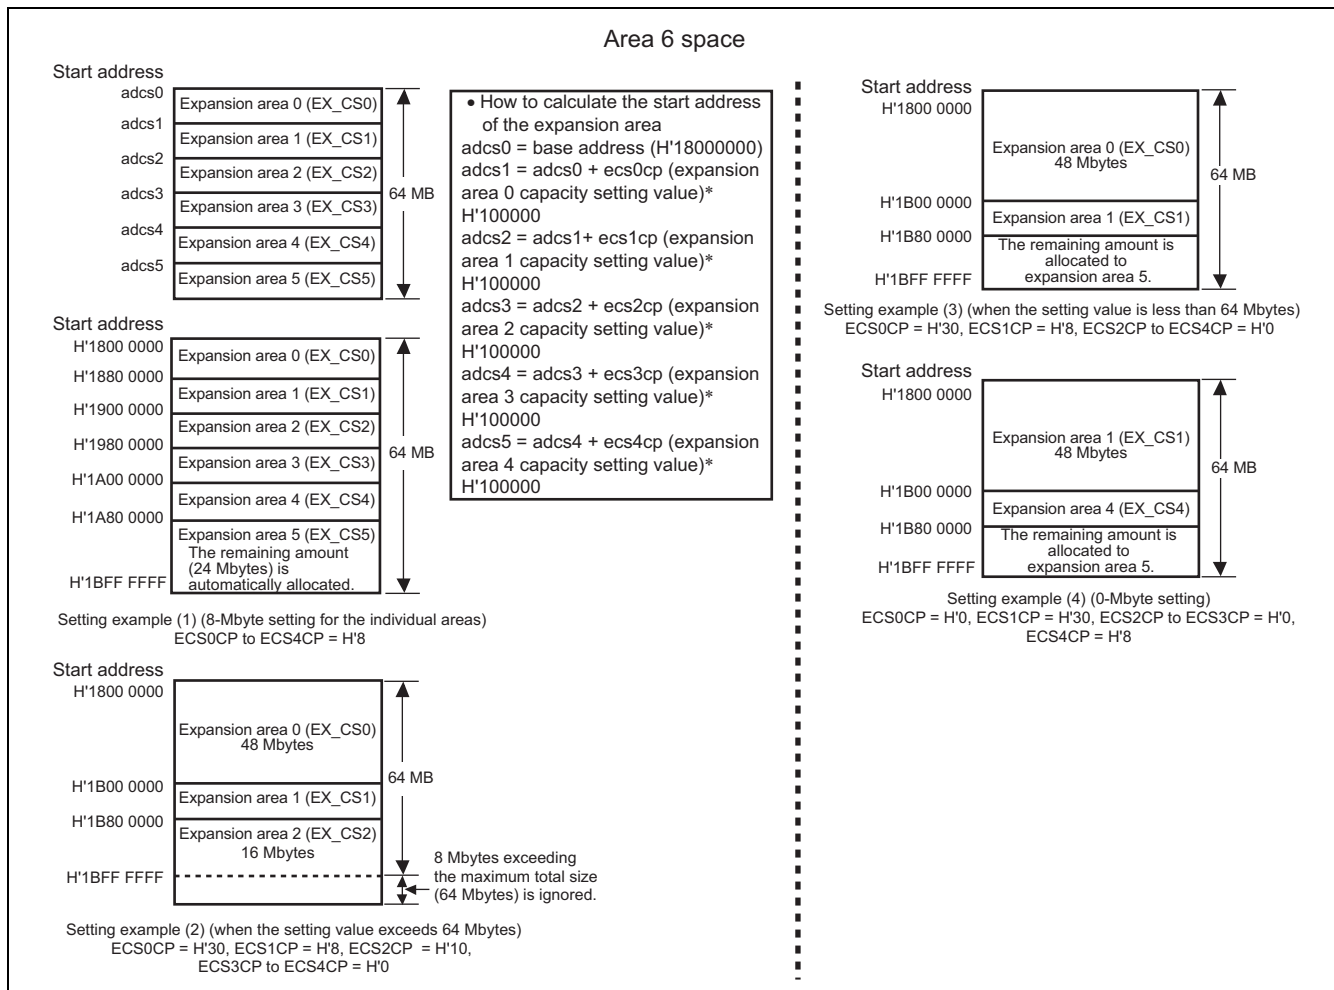 Area 6 space
Start address
adcs0
adcs1
adcs2
adcs3
adcs4
adcs5
Expansion area 0 (EX_CS0)
Expansion area 1 (EX_CS1)
Expansion area 2 (EX_CS2)
Expansion area 3 (EX_CS3)
Expansion area 4 (EX_CS4)
Expansion area 5 (EX_CS5)
64 MB
• How to calculate the start address
of the expansion area
adcs0 = base address (H'18000000)
adcs1 = adcs0 + ecs0cp (expansion
area 0 capacity setting value)*
H'100000
adcs2 = adcs1+ ecs1cp (expansion
area 1 capacity setting value)*
H'100000
adcs3 = adcs2 + ecs2cp (expansion
area 2 capacity setting value)*
H'100000
adcs4 = adcs3 + ecs3cp (expansion
area 3 capacity setting value)*
H'100000
adcs5 = adcs4 + ecs4cp (expansion
area 4 capacity setting value)*
H'100000
Start address
H'1800 0000
H'1880 0000
H'1900 0000
H'1980 0000
H'1A00 0000
H'1A80 0000
H'1BFF FFFF
Expansion area 0 (EX_CS0)
Expansion area 1 (EX_CS1)
Expansion area 2 (EX_CS2)
Expansion area 3 (EX_CS3)
Expansion area 4 (EX_CS4)
Expansion area 5 (EX_CS5)
The remaining amount
(24 Mbytes) is
automatically allocated.
64 MB
Setting example (1) (8-Mbyte setting for the individual areas)
ECS0CP to ECS4CP = H'8
Start address
H'1800 0000
H'1B00 0000
H'1B80 0000
H'1BFF FFFF
Expansion area 0 (EX_CS0)
48 Mbytes
Expansion area 1 (EX_CS1)
Expansion area 2 (EX_CS2)
16 Mbytes
64 MB
8 Mbytes exceeding
the maximum total size
(64 Mbytes) is ignored.
Setting example (2) (when the setting value exceeds 64 Mbytes)
ECS0CP = H'30, ECS1CP = H'8, ECS2CP = H'10,
ECS3CP to ECS4CP = H'0
Start address
H'1800 0000
H'1B00 0000
H'1B80 0000
H'1BFF FFFF
Expansion area 0 (EX_CS0)
48 Mbytes
Expansion area 1 (EX_CS1)
The remaining amount is
allocated to
expansion area 5.
64 MB
Setting example (3) (when the setting value is less than 64 Mbytes)
ECS0CP = H'30, ECS1CP = H'8, ECS2CP to ECS4CP = H'0
Start address
H'1800 0000
H'1B00 0000
H'1B80 0000
H'1BFF FFFF
Expansion area 1 (EX_CS1)
48 Mbytes
Expansion area 4 (EX_CS4)
The remaining amount is
allocated to
expansion area 5.
64 MB
Setting example (4) (0-Mbyte setting)
ECS0CP = H'0, ECS1CP = H'30, ECS2CP to ECS3CP = H'0,
ECS4CP = H'8